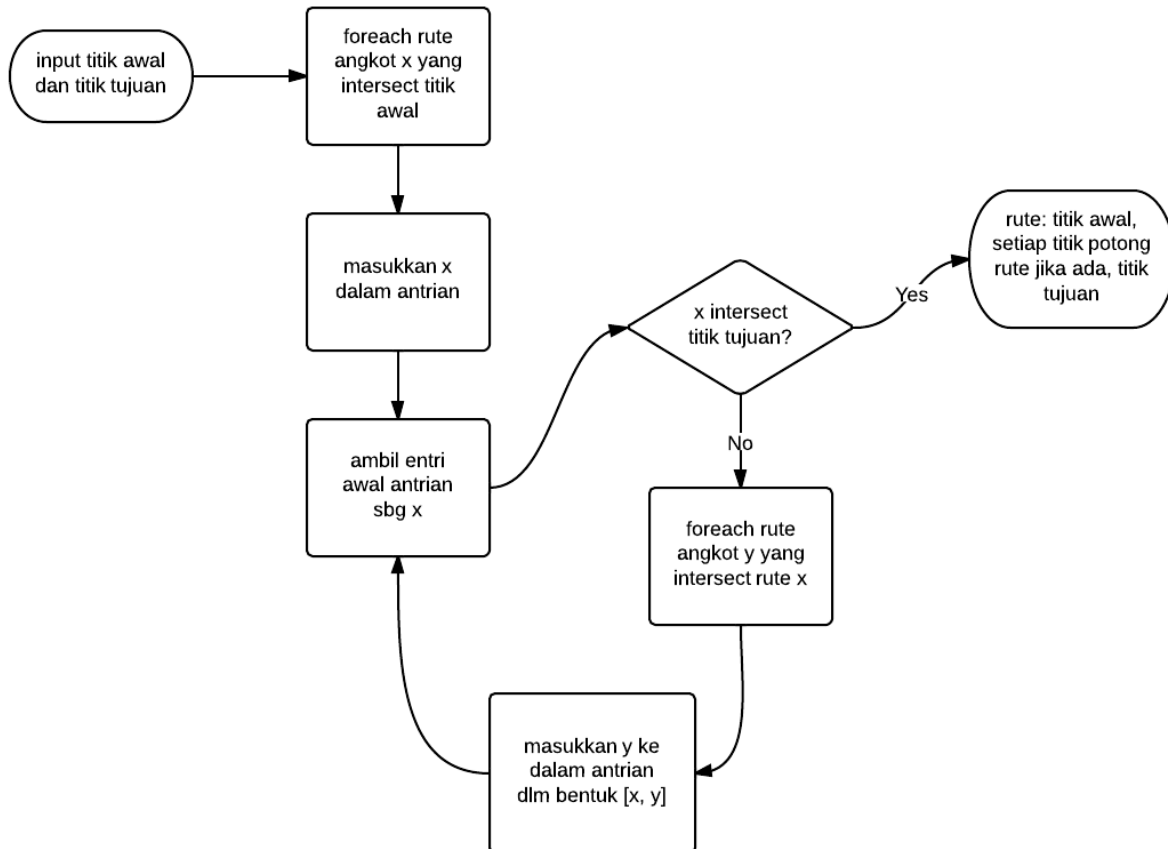 input titik awal
dan titik tujuan
foreach rute
angkot x yang
intersect titik
awal
masukkan x
dalam antrian
ambil entri
awal antrian
sbg x
x intersect
titik tujuan?
Yes
rute: titik awal,
setiap titik potong
rute jika ada, titik
tujuan
No
foreach rute
angkot y yang
intersect rute x
masukkan y ke
dalam antrian
dlm bentuk [x, y]